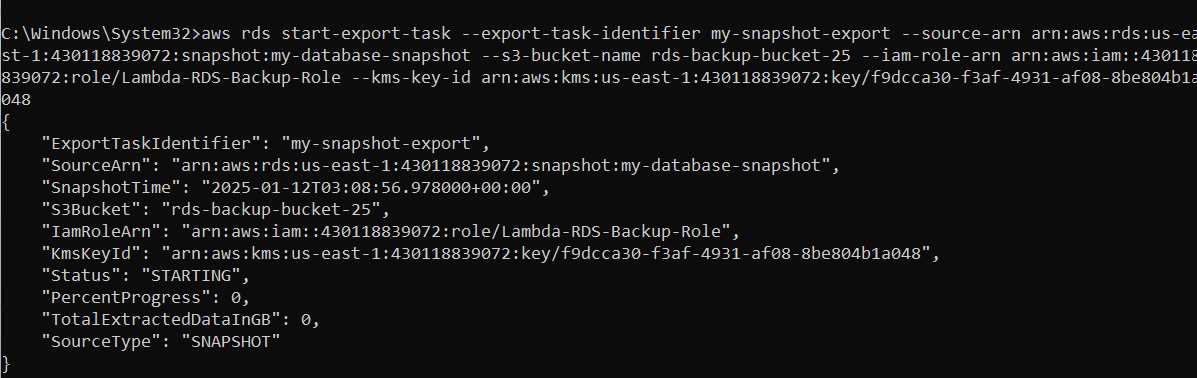 C:\Windows\System32>aws rds start-export-task --export-task-identifier my-snapshot-export --source-arn arn:aws:rds:us-ea
st-1:430118839072:snapshot:my-database-snapshot --s3-bucket-name rds-backup-bucket-25 --iam-role-arn arn:aws:iam::430118
839072:role/Lambda-RDS-Backup-Role --kms-key-id arn:aws:kms:us-east-1:430118839072:key/f9dcca30-f3af-4931-af08-8be804b1a
048
{
    "ExportTaskIdentifier": "my-snapshot-export",
    "SourceArn": "arn:aws:rds:us-east-1:430118839072:snapshot:my-database-snapshot",
    "SnapshotTime": "2025-01-12T03:08:56.978000+00:00",
    "S3Bucket": "rds-backup-bucket-25",
    "IamRoleArn": "arn:aws:iam::430118839072:role/Lambda-RDS-Backup-Role",
    "KmsKeyId": "arn:aws:kms:us-east-1:430118839072:key/f9dcca30-f3af-4931-af08-8be804b1a048",
    "Status": "STARTING",
    "PercentProgress": 0,
    "TotalExtractedDataInGB": 0,
    "SourceType": "SNAPSHOT"
}